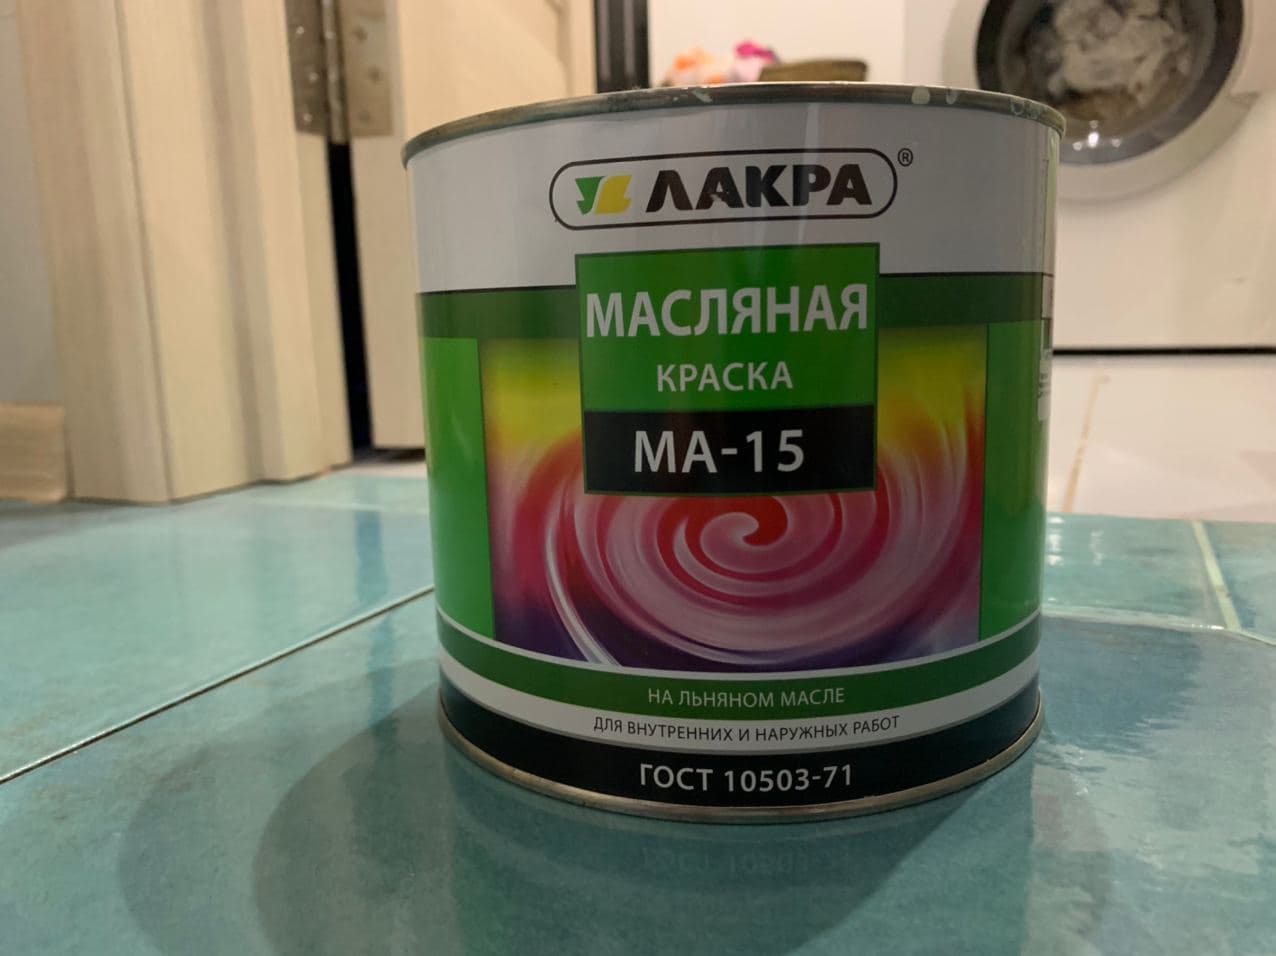 ЛАКРА ®
МАСЛЯНАЯ
КРАСКА
МА-15
НА ЛЬНЯНОМ МАСЛЕ
ДЛЯ ВНУТРЕННИХ И НАРУЖНЫХ РАБОТ
ГОСТ 10503-71